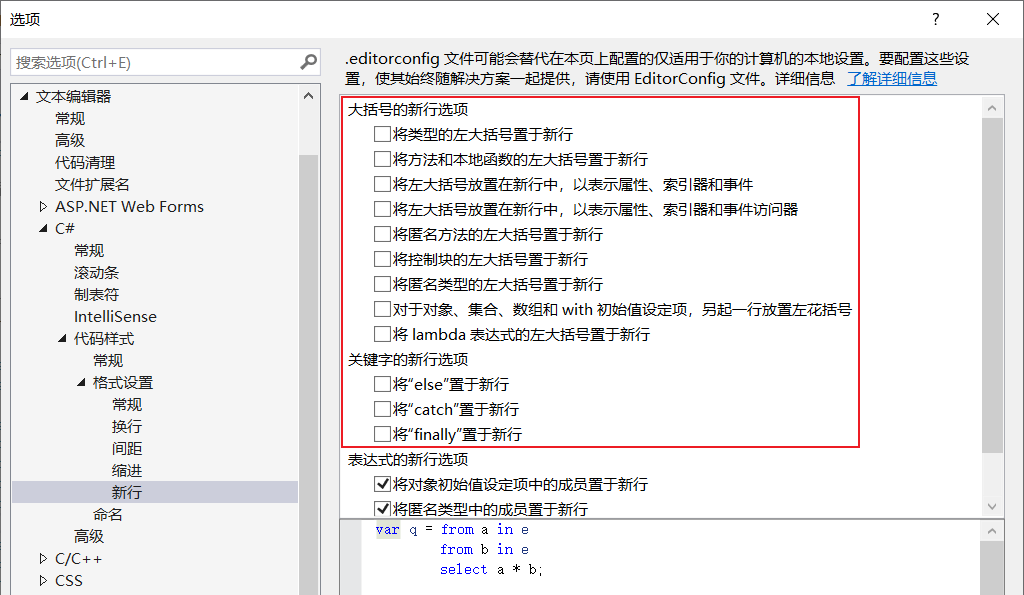 选项
?
搜索选项(Ctrl+E)
文本编辑器
常规
高级
代码清理
文件扩展名
ASP.NET Web Forms
C#
常规
滚动条
制表符
IntelliSense
代码样式
常规
格式设置
常规
换行
间距
缩进
新行
命名
高级
C/C++
CSS
.editorconfig 文件可能会替代在本页上配置的仅适用于你的计算机的本地设置。要配置这些设
置，使其始终随解决方案一起提供，请使用 EditorConfig 文件。详细信息 了解详细信息
大括号的新行选项
将类型的左大括号置于新行
将方法和本地函数的左大括号置于新行
将左大括号放置在新行中，以表示属性、索引器和事件
将左大括号放置在新行中，以表示属性、索引器和事件访问器
将匿名方法的左大括号置于新行
将控制块的左大括号置于新行
将匿名类型的左大括号置于新行
对于对象、集合、数组和 with 初始值设定项，另起一行放置左花括号
将 lambda 表达式的左大括号置于新行
关键字的新行选项
将“else”置于新行
将“catch”置于新行
将“finally”置于新行
表达式的新行选项
将对象初始值设定项中的成员置于新行
将匿名类型中的成员置于新行
var q = from a in e
from b in e
select a * b;